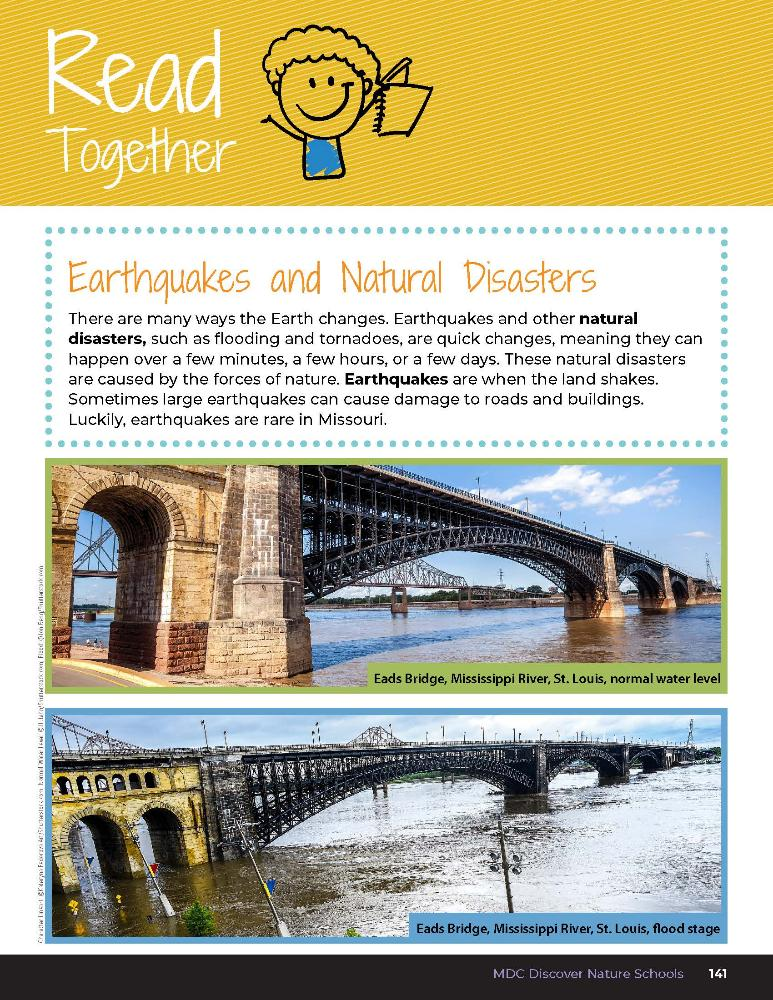 Read
Together
Earthquakes and Natural Disasters
There are many ways the Earth changes. Earthquakes and other natural
disasters, such as flooding and tornadoes, are quick changes, meaning they can
happen over a few minutes, a few hours, or a few days. These natural disasters
are caused by the forces of nature. Earthquakes are when the land shakes.
Sometimes large earthquakes can cause damage to roads and buildings.
Luckily, earthquakes are rare in Missouri.
Eads Bridge, Mississippi River, St. Louis, normal water level
Eads Bridge, Mississippi River, St. Louis, flood stage
MDC Discover Nature Schools 141